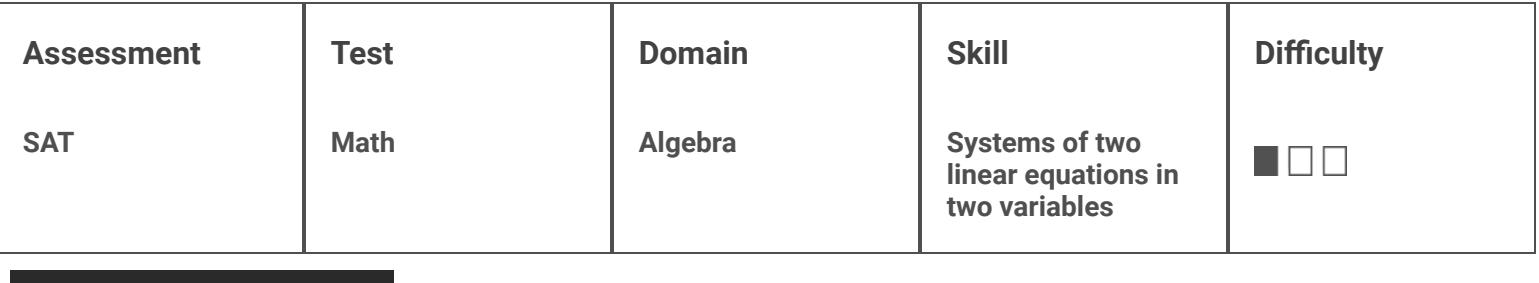 Assessment Test Domain Skill Difficulty
SAT Math Algebra Systems of two
linear equations in
two variables